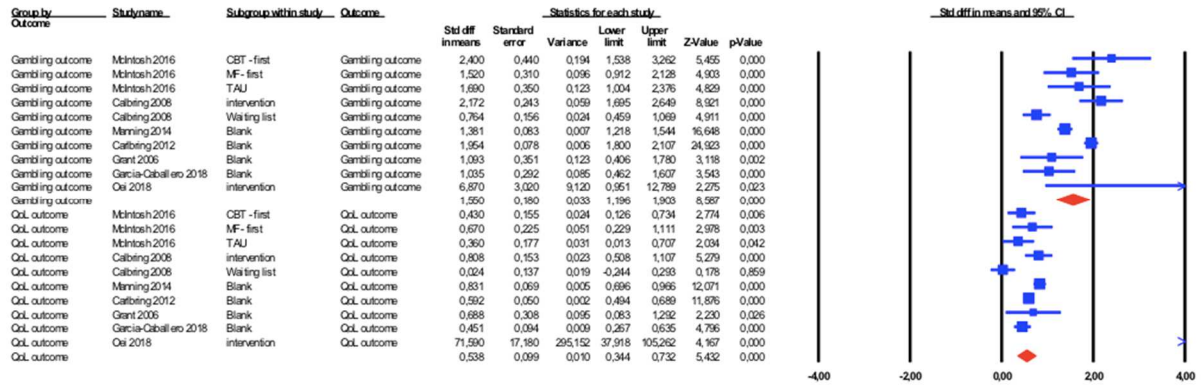 Group by Outcome Study name Subgroup within study Outcome Statistics for each study Std diff in means and 95% CI
Std diff in means Standard error Variance Lower limit Upper limit Z-Value p-Value
Gambling outcome McIntosh 2016 CBT - first Gambling outcome 2,400 0,440 0,194 1,538 3,262 5,455 0,000
Gambling outcome McIntosh 2016 MF- first Gambling outcome 1,520 0,310 0,096 0,912 2,128 4,903 0,000
Gambling outcome McIntosh 2016 TAU Gambling outcome 1,690 0,350 0,123 1,004 2,376 4,829 0,000
Gambling outcome Calbring 2008 intervention Gambling outcome 2,172 0,243 0,059 1,695 2,649 8,921 0,000
Gambling outcome Calbring 2008 Waiting list Gambling outcome 0,764 0,156 0,024 0,459 1,069 4,911 0,000
Gambling outcome Manning 2014 Blank Gambling outcome 1,381 0,083 0,007 1,218 1,544 16,648 0,000
Gambling outcome Carlbring 2012 Blank Gambling outcome 1,954 0,078 0,006 1,800 2,107 24,923 0,000
Gambling outcome Grant 2006 Blank Gambling outcome 1,093 0,351 0,123 0,406 1,780 3,118 0,002
Gambling outcome Garcia-Caballero 2018 Blank Gambling outcome 1,035 0,292 0,085 0,462 1,607 3,543 0,000
Gambling outcome Oei 2018 intervention Gambling outcome 6,870 3,020 9,120 0,951 12,789 2,275 0,023
Gambling outcome 1,550 0,180 0,033 1,196 1,903 8,587 0,000
QoL outcome McIntosh 2016 CBT - first QoL outcome 0,430 0,155 0,024 0,126 0,734 2,774 0,006
QoL outcome McIntosh 2016 MF- first QoL outcome 0,670 0,225 0,051 0,229 1,111 2,978 0,003
QoL outcome McIntosh 2016 TAU QoL outcome 0,360 0,177 0,031 0,013 0,707 2,034 0,042
QoL outcome Calbring 2008 intervention QoL outcome 0,808 0,153 0,023 0,508 1,107 5,279 0,000
QoL outcome Calbring 2008 Waiting list QoL outcome 0,024 0,137 0,019 -0,244 0,293 0,178 0,859
QoL outcome Manning 2014 Blank QoL outcome 0,831 0,069 0,005 0,696 0,966 12,071 0,000
QoL outcome Carlbring 2012 Blank QoL outcome 0,592 0,050 0,002 0,494 0,689 11,876 0,000
QoL outcome Grant 2006 Blank QoL outcome 0,688 0,308 0,095 0,083 1,292 2,230 0,026
QoL outcome Garcia-Caballero 2018 Blank QoL outcome 0,451 0,094 0,009 0,267 0,635 4,796 0,000
QoL outcome Oei 2018 intervention QoL outcome 71,590 17,180 295,152 37,918 105,262 4,167 0,000
QoL outcome 0,538 0,099 0,010 0,344 0,732 5,432 0,000
-4,00 -2,00 0,00 2,00 4,00